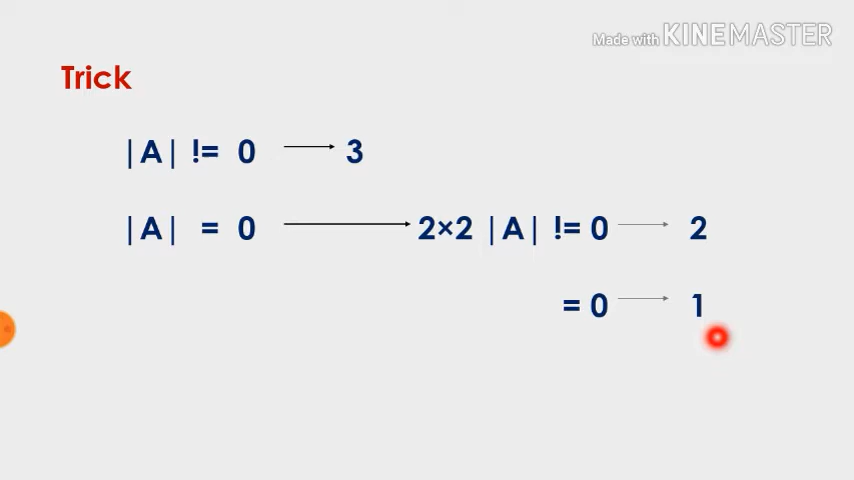 Made with KINEMASTER
Trick
|A| != 0 → 3
|A| = 0 → 2×2 |A| != 0 → 2
= 0 → 1